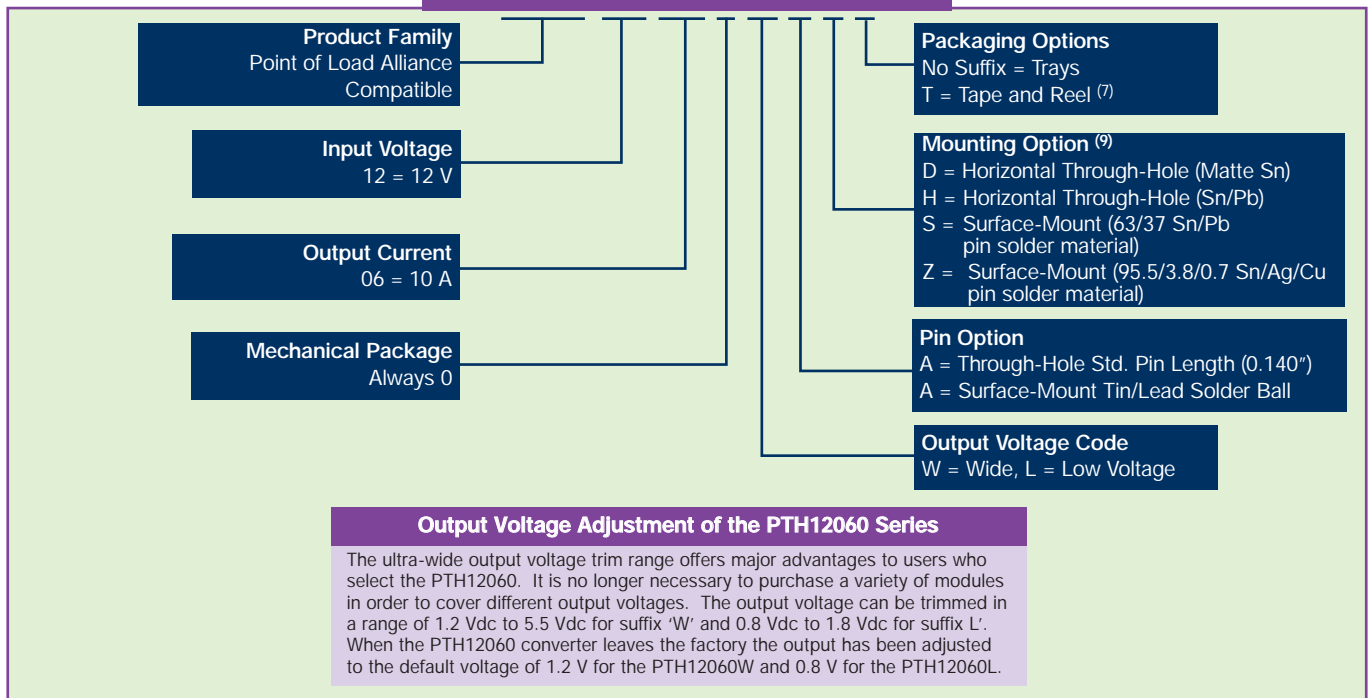 Product Family
Point of Load Alliance
Compatible
Input Voltage
12 = 12 V
Output Current
06 = 10 A
Mechanical Package
Always 0
Packaging Options
No Suffix = Trays
T = Tape and Reel (7)
Mounting Option (9)
D = Horizontal Through-Hole (Matte Sn)
H = Horizontal Through-Hole (Sn/Pb)
S = Surface-Mount (63/37 Sn/Pb
pin solder material)
Z = Surface-Mount (95.5/3.8/0.7 Sn/Ag/Cu
pin solder material)
Pin Option
A = Through-Hole Std. Pin Length (0.140″)
A = Surface-Mount Tin/Lead Solder Ball
Output Voltage Code
W = Wide, L = Low Voltage
Output Voltage Adjustment of the PTH12060 Series
The ultra-wide output voltage trim range offers major advantages to users who
select the PTH12060. It is no longer necessary to purchase a variety of modules
in order to cover different output voltages. The output voltage can be trimmed in
a range of 1.2 Vdc to 5.5 Vdc for suffix ‘W’ and 0.8 Vdc to 1.8 Vdc for suffix L’.
When the PTH12060 converter leaves the factory the output has been adjusted
to the default voltage of 1.2 V for the PTH12060W and 0.8 V for the PTH12060L.